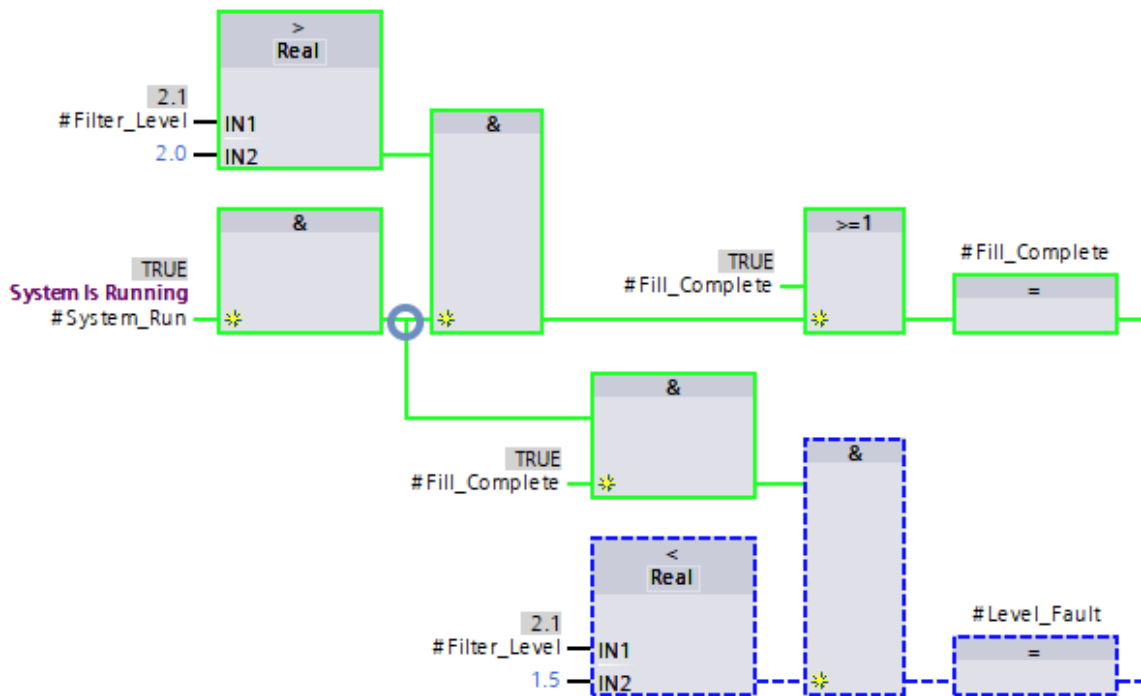 >
Real
2.1
#Filter_Level
IN1
2.0
IN2
&
&
TRUE
System Is Running
#System_Run
>=1
TRUE
#Fill_Complete
#Fill_Complete
=
&
TRUE
#Fill_Complete
&
<
Real
2.1
#Filter_Level
IN1
1.5
IN2
#Level_Fault
=